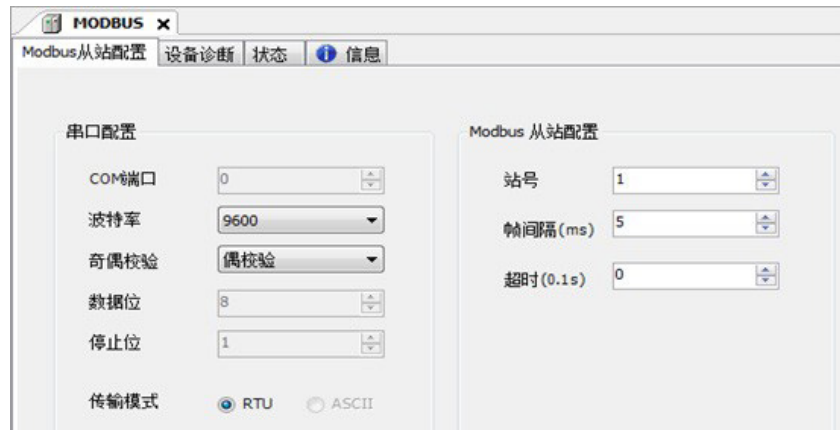 MODBUS
Modbus从站配置 设备诊断 状态 信息
串口配置
COM端口 0
波特率 9600
奇偶校验 偶校验
数据位 8
停止位 1
传输模式 RTU ASCII
Modbus 从站配置
站号 1
帧间隔(ms) 5
超时(0.1s) 0